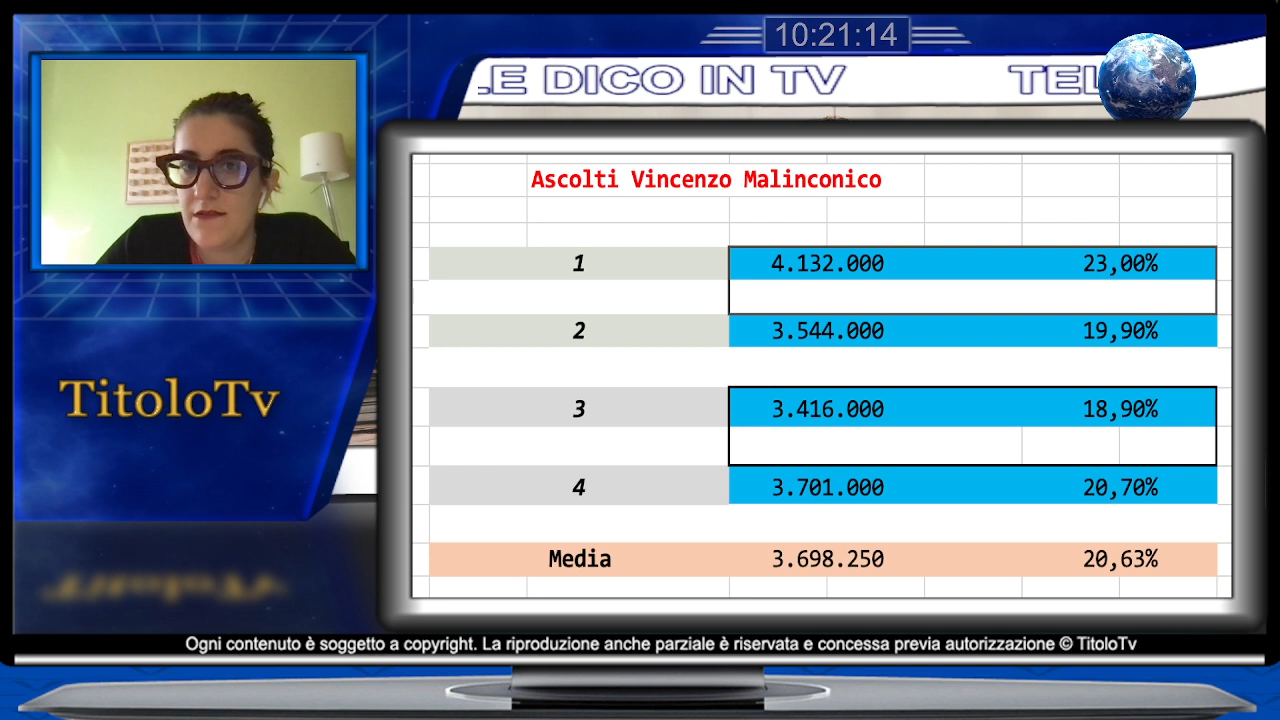 10:21:14
LE DICO IN TV TEL
Ascolti Vincenzo Malinconico
1 4.132.000 23,00%
2 3.544.000 19,90%
TitoloTv
3 3.416.000 18,90%
4 3.701.000 20,70%
Media 3.698.250 20,63%
Ogni contenuto è soggetto a copyright. La riproduzione anche parziale è riservata e concessa previa autorizzazione © TitoloTv